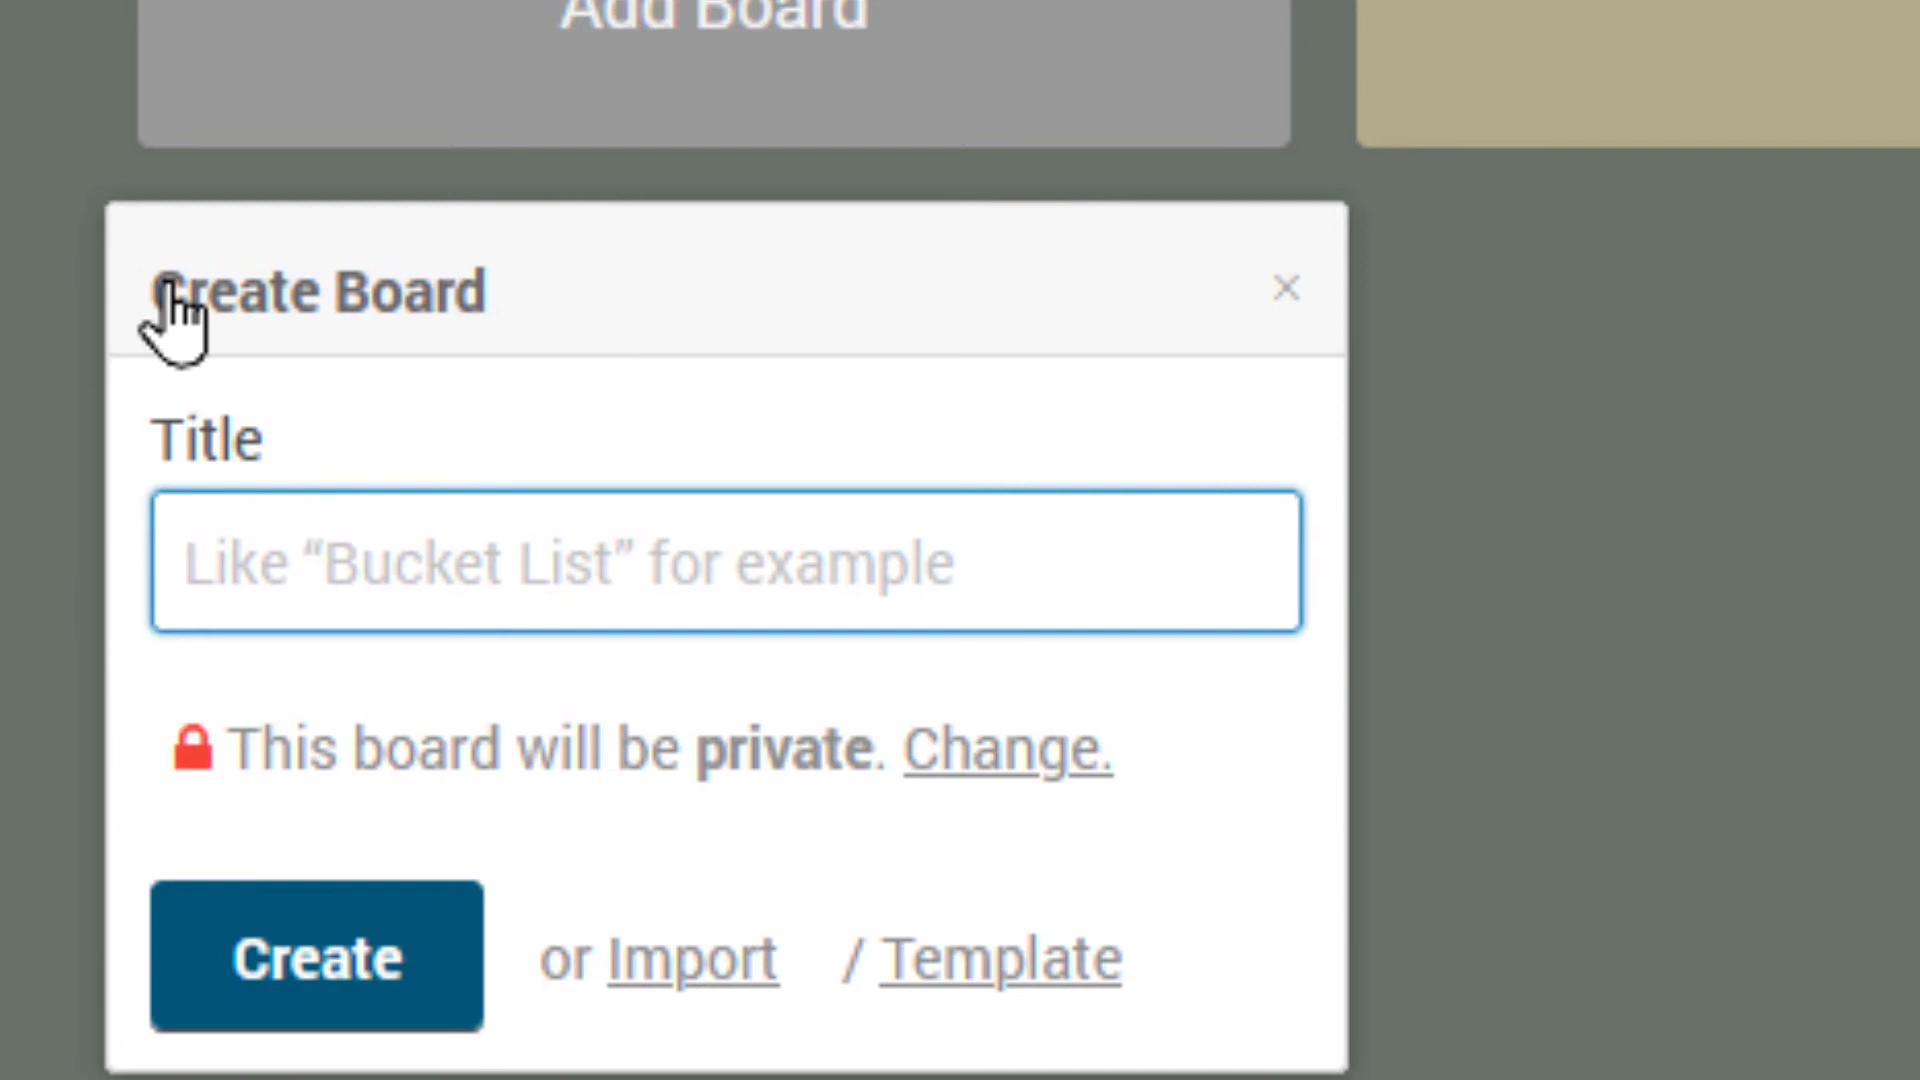 Add Board
Create Board ×
Title
Like “Bucket List” for example
This board will be private. Change.
Create or Import / Template